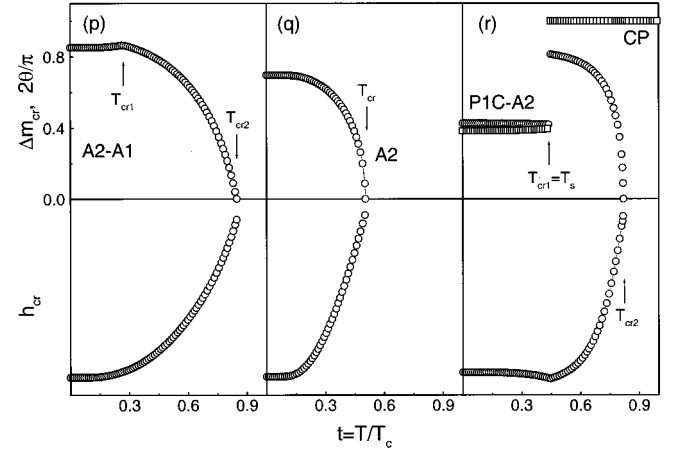 (p)
(q)
(r)
CP
0.8
Δm_cr, 2θ/π
T_cr1
T_cr
P1C-A2
T_cr2
0.4
A2-A1
A2
T_cr1=T_s
0.0
h_cr
T_cr2
0.3 0.6 0.9 0.3 0.6 0.9 0.3 0.6 0.9
t=T/T_c